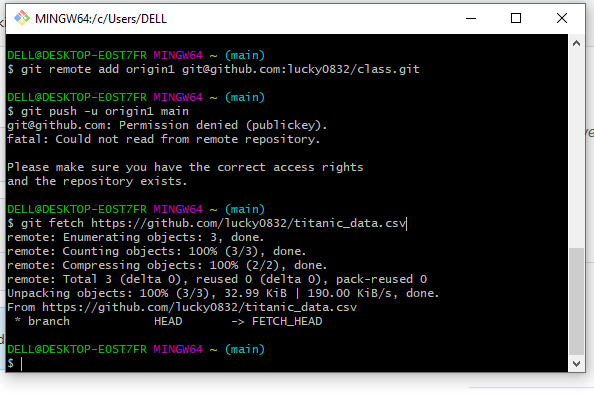 MINGW64:/c/Users/DELL
DELL@DESKTOP-EOST7FR MINGW64 ~ (main)
$ git remote add origin1 git@github.com:lucky0832/class.git
DELL@DESKTOP-EOST7FR MINGW64 ~ (main)
$ git push -u origin1 main
git@github.com: Permission denied (publickey).
fatal: Could not read from remote repository.
Please make sure you have the correct access rights
and the repository exists.
DELL@DESKTOP-EOST7FR MINGW64 ~ (main)
$ git fetch https://github.com/lucky0832/titanic_data.csv
remote: Enumerating objects: 3, done.
remote: Counting objects: 100% (3/3), done.
remote: Compressing objects: 100% (2/2), done.
remote: Total 3 (delta 0), reused 0 (delta 0), pack-reused 0
Unpacking objects: 100% (3/3), 32.99 KiB | 190.00 KiB/s, done.
From https://github.com/lucky0832/titanic_data.csv
 * branch            HEAD       -> FETCH_HEAD
DELL@DESKTOP-EOST7FR MINGW64 ~ (main)
$